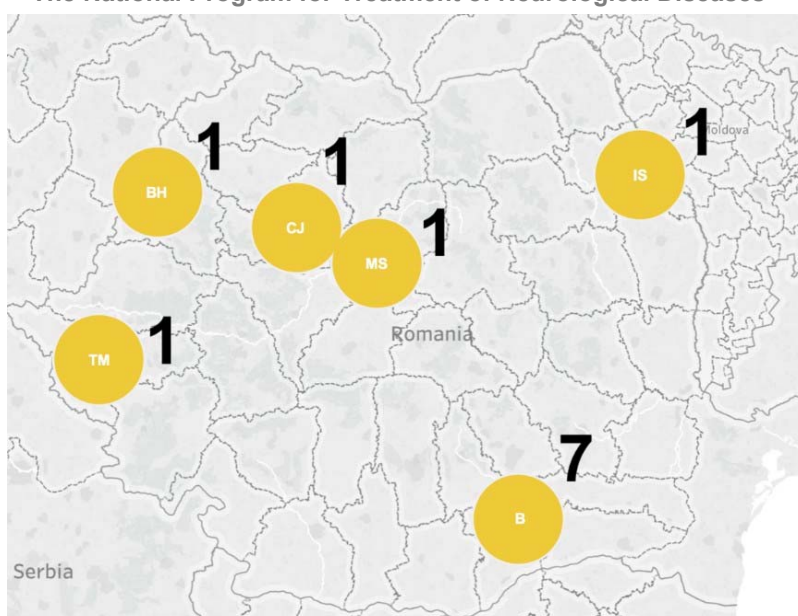 The National Program for Treatment of Neurological Diseases
1
1
1
Moldova
BH
IS
CJ
1
MS
1
Romania
TM
7
B
Serbia